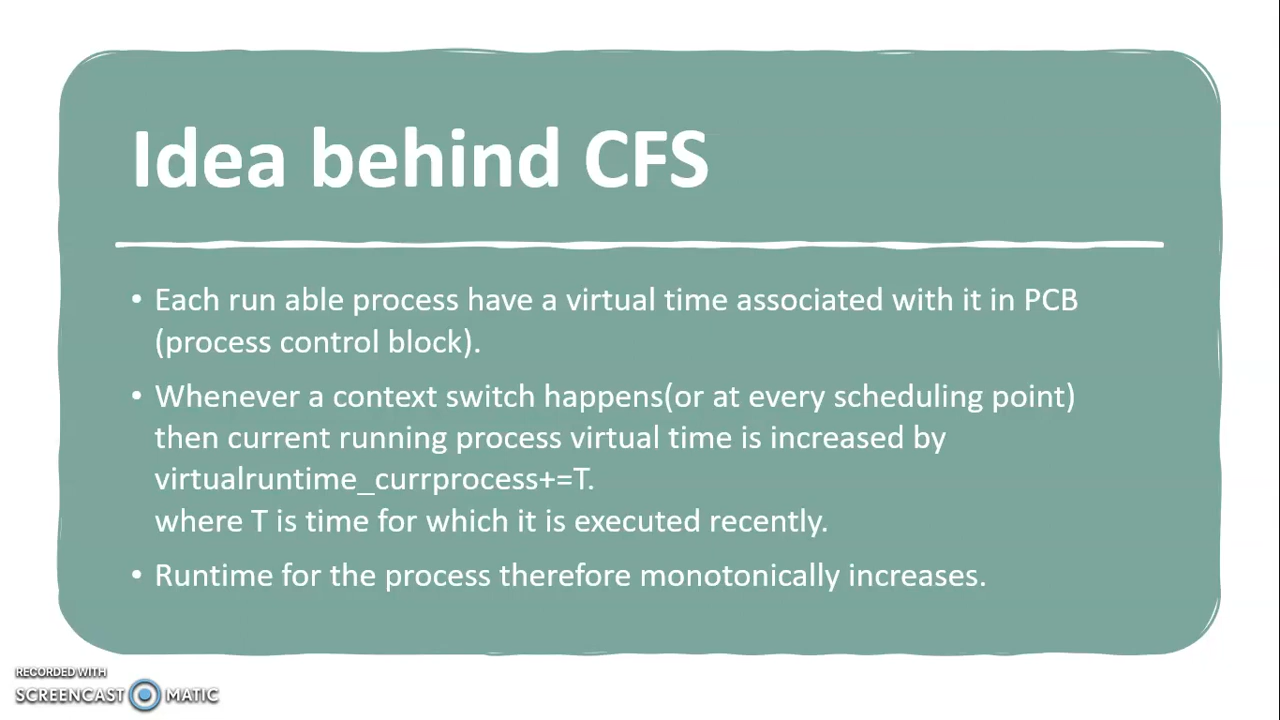 Idea behind CFS
• Each run able process have a virtual time associated with it in PCB
(process control block).
• Whenever a context switch happens(or at every scheduling point)
then current running process virtual time is increased by
virtualruntime_currprocess+=T.
where T is time for which it is executed recently.
• Runtime for the process therefore monotonically increases.
RECORDED WITH
SCREENCAST MATIC